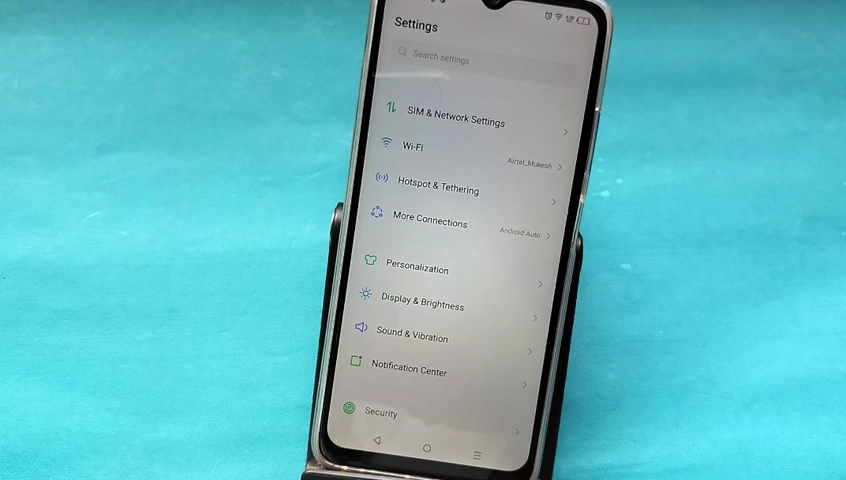 Settings
Search settings
SIM & Network Settings
Wi-Fi
Airtel_Mukesh
Hotspot & Tethering
More Connections
Android Auto
Personalization
Display & Brightness
Sound & Vibration
Notification Center
Security